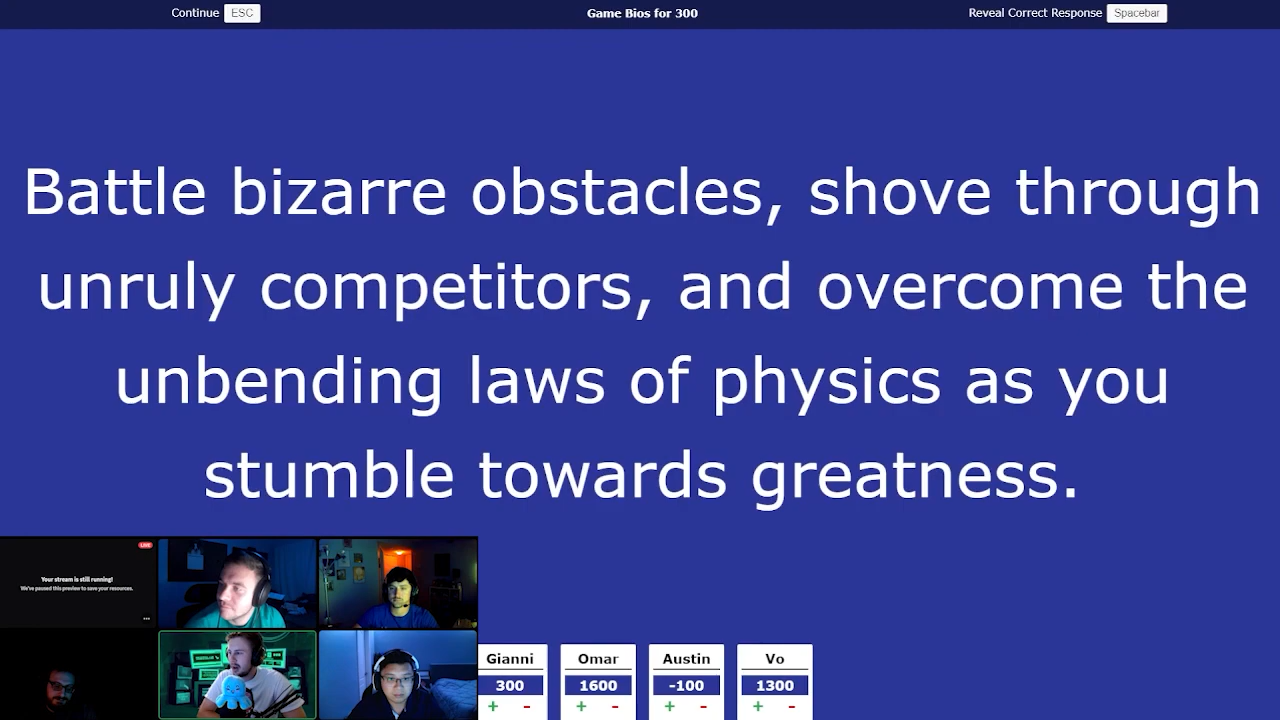 Continue ESC
Game Bios for 300
Reveal Correct Response Spacebar
Battle bizarre obstacles, shove through
unruly competitors, and overcome the
unbending laws of physics as you
stumble towards greatness.
LIVE
Your stream is still running!
We've paused this preview to save your resources.
Gianni Omar Austin Vo
300 1600 -100 1300
+ - + - + - + -